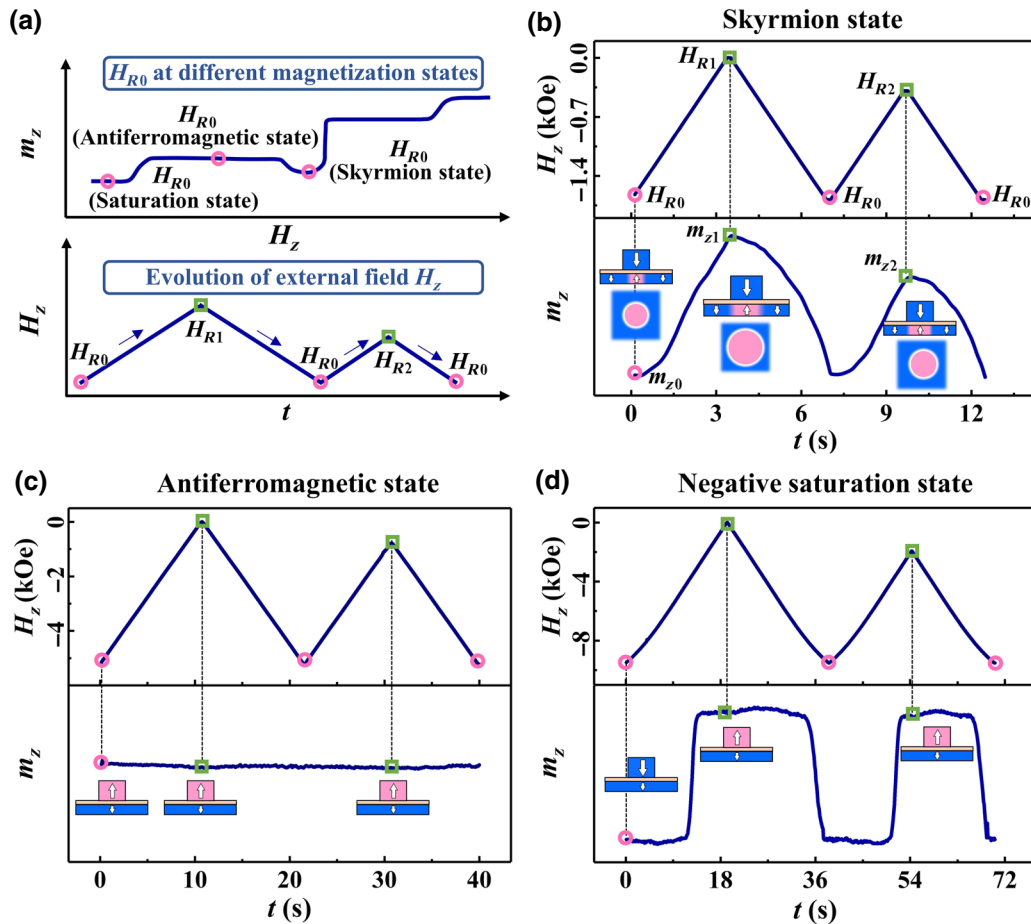 (a)
H_R0 at different magnetization states
m_z
H_R0
(Antiferromagnetic state)
H_R0
(Saturation state)
H_R0
(Skyrmion state)
H_z
Evolution of external field H_z
H_z
H_R0
H_R1
H_R0
H_R2
H_R0
t
(b)
Skyrmion state
H_z (kOe)
0.0
−0.7
−1.4
H_R1
H_R2
H_R0
H_R0
H_R0
m_z
m_z1
m_z2
m_z0
0
3
6
9
12
t (s)
(c)
Antiferromagnetic state
H_z (kOe)
0
−2
−4
m_z
0
10
20
30
40
t (s)
(d)
Negative saturation state
H_z (kOe)
0
−4
−8
m_z
0
18
36
54
72
t (s)